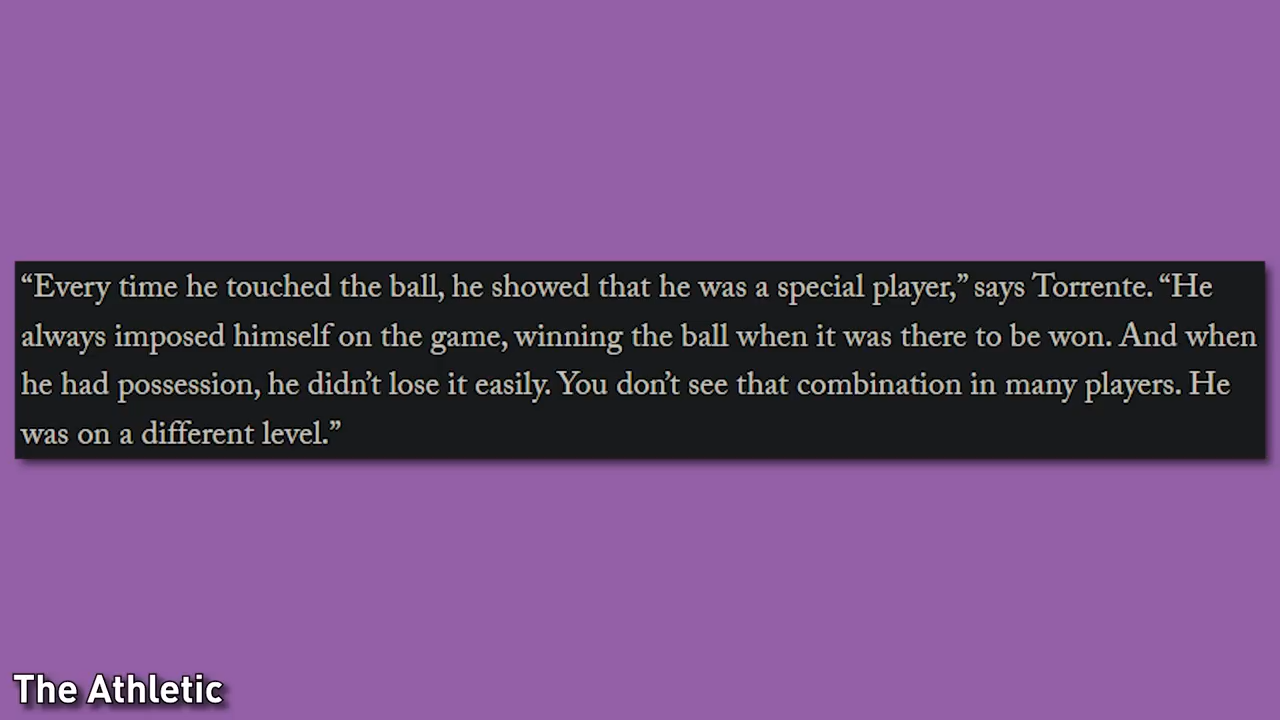 “Every time he touched the ball, he showed that he was a special player,” says Torrente. “He
always imposed himself on the game, winning the ball when it was there to be won. And when
he had possession, he didn’t lose it easily. You don’t see that combination in many players. He
was on a different level.”
The Athletic